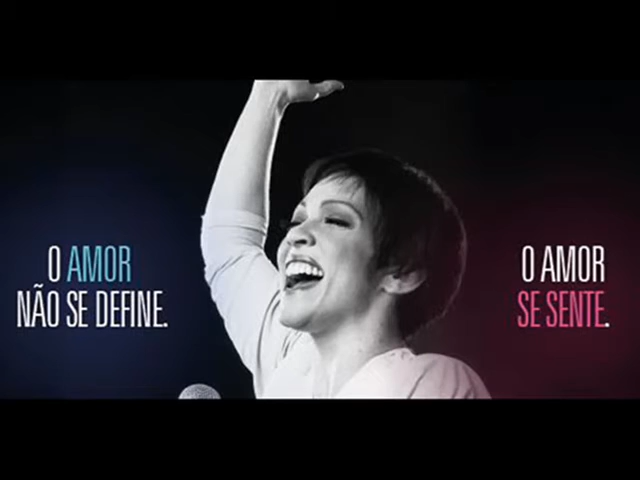 O AMOR
NÃO SE DEFINE.
O AMOR
SE SENTE.